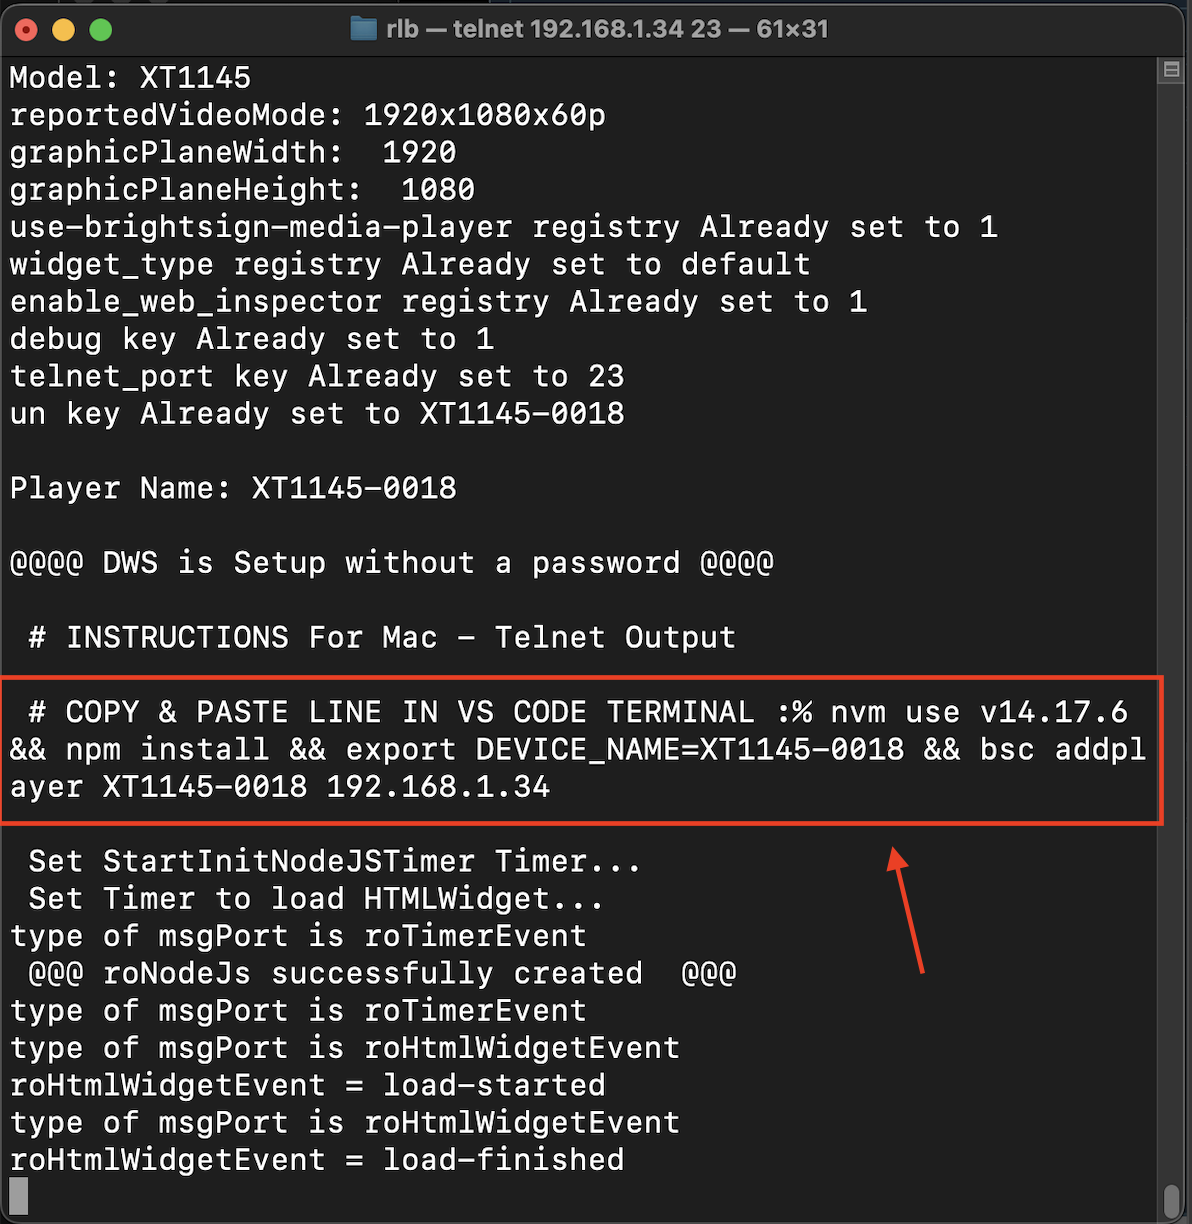 rlb — telnet 192.168.1.34 23 — 61×31
Model: XT1145
reportedVideoMode: 1920x1080x60p
graphicPlaneWidth:  1920
graphicPlaneHeight:  1080
use-brightsign-media-player registry Already set to 1
widget_type registry Already set to default
enable_web_inspector registry Already set to 1
debug key Already set to 1
telnet_port key Already set to 23
un key Already set to XT1145-0018
Player Name: XT1145-0018
@@@@ DWS is Setup without a password @@@@
# INSTRUCTIONS For Mac - Telnet Output
# COPY & PASTE LINE IN VS CODE TERMINAL :% nvm use v14.17.6
&& npm install && export DEVICE_NAME=XT1145-0018 && bsc addpl
ayer XT1145-0018 192.168.1.34
Set StartInitNodeJSTimer Timer...
Set Timer to load HTMLWidget...
type of msgPort is roTimerEvent
@@@ roNodeJs successfully created  @@@
type of msgPort is roTimerEvent
type of msgPort is roHtmlWidgetEvent
roHtmlWidgetEvent = load-started
type of msgPort is roHtmlWidgetEvent
roHtmlWidgetEvent = load-finished